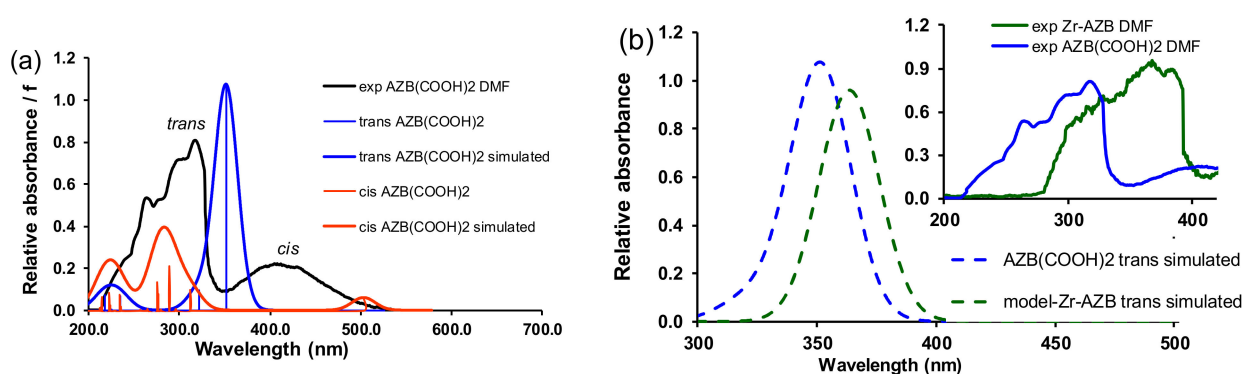 (a)
Relative absorbance / f
1.2
1.0
0.8
0.6
0.4
0.2
0.0
200.0 300.0 400.0 500.0 600.0 700.0
Wavelength (nm)
trans
cis
exp AZB(COOH)2 DMF
trans AZB(COOH)2
trans AZB(COOH)2 simulated
cis AZB(COOH)2
cis AZB(COOH)2 simulated
(b)
Relative absorbance
1.2
1.0
0.8
0.6
0.4
0.2
0.0
300 350 400 450 500
Wavelength (nm)
exp Zr-AZB DMF
exp AZB(COOH)2 DMF
1.2
0.9
0.6
0.3
0.0
200 300 400
AZB(COOH)2 trans simulated
model-Zr-AZB trans simulated